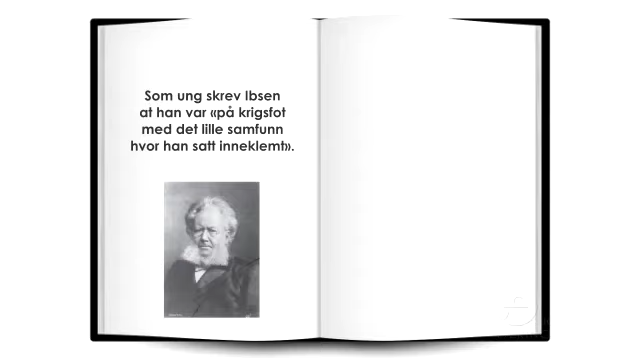 Som ung skrev Ibsen
at han var «på krigsfot
med det lille samfunn
hvor han satt inneklemt».